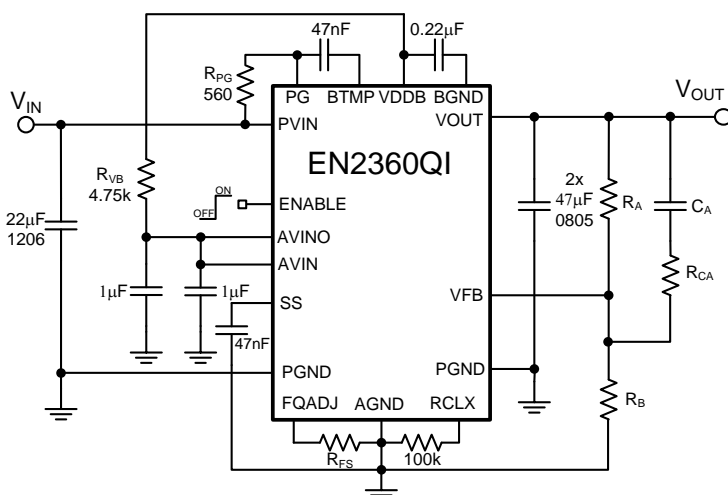 47nF
0.22µF
R_PG
560
PG
BTMP
VDDB
BGND
V_IN
PVIN
VOUT
V_OUT
EN2360QI
R_VB
4.75k
ON
OFF
ENABLE
2x
47µF
0805
R_A
C_A
22µF
1206
AVINO
AVIN
R_CA
1µF
1µF
SS
VFB
47nF
PGND
PGND
FQADJ
AGND
RCLX
R_B
R_FS
100k